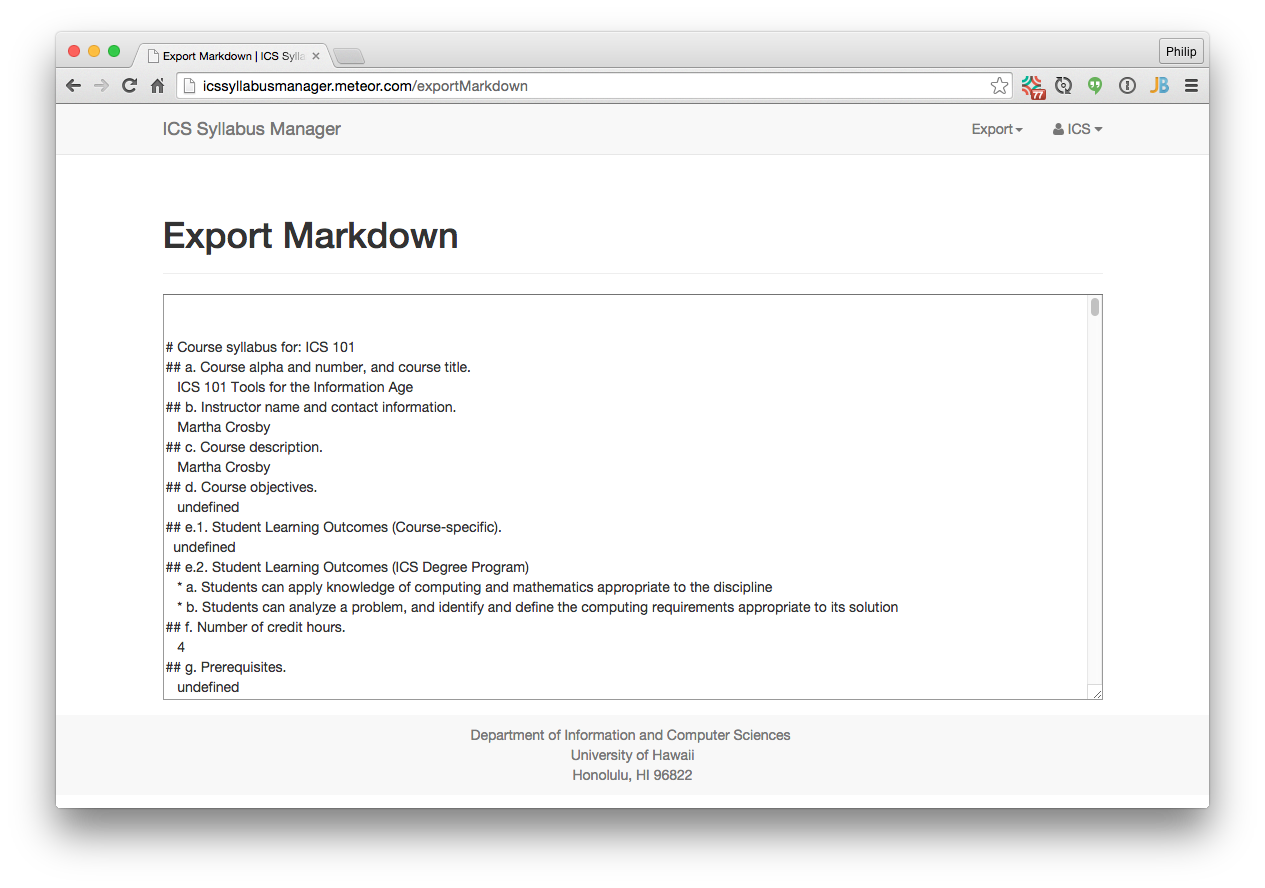 Export Markdown | ICS Sylla
Philip
icssyllabusmanager.meteor.com/exportMarkdown
77
JB
ICS Syllabus Manager
Export
ICS
Export Markdown
# Course syllabus for: ICS 101
## a. Course alpha and number, and course title.
ICS 101 Tools for the Information Age
## b. Instructor name and contact information.
Martha Crosby
## c. Course description.
Martha Crosby
## d. Course objectives.
undefined
## e.1. Student Learning Outcomes (Course-specific).
undefined
## e.2. Student Learning Outcomes (ICS Degree Program)
* a. Students can apply knowledge of computing and mathematics appropriate to the discipline
* b. Students can analyze a problem, and identify and define the computing requirements appropriate to its solution
## f. Number of credit hours.
4
## g. Prerequisites.
undefined
Department of Information and Computer Sciences
University of Hawaii
Honolulu, HI 96822